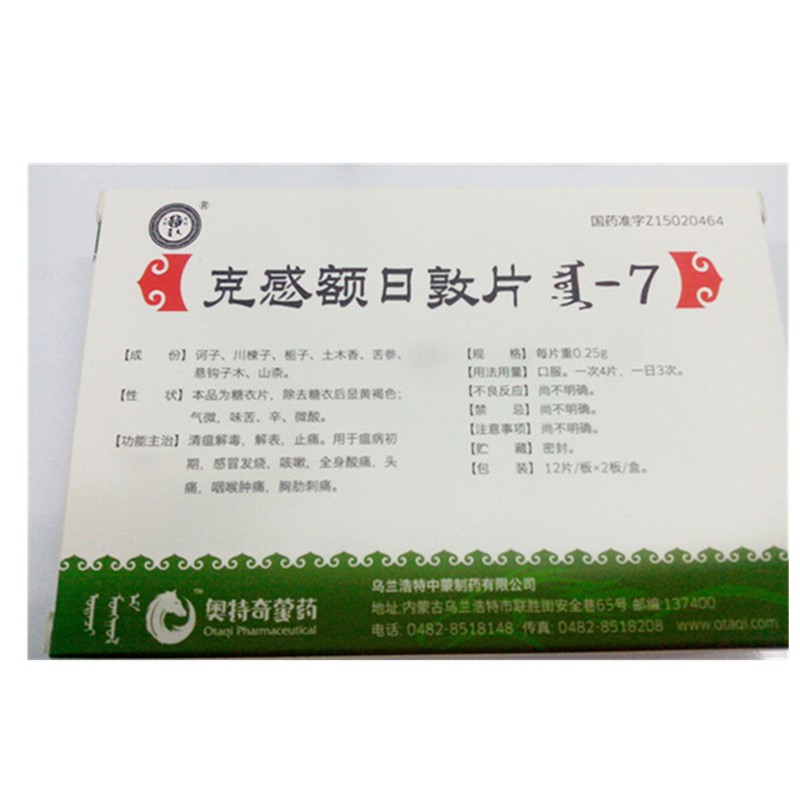 ®
国药准字Z15020464
克感额日敦片 -7
【成 份】诃子、川楝子、栀子、土木香、苦参、
悬钩子木、山柰。
【性 状】本品为糖衣片，除去糖衣后显黄褐色；
气微，味苦、辛、微酸。
【功能主治】清瘟解毒，解表，止痛。用于瘟病初
期，感冒发烧，咳嗽，全身酸痛，头
痛，咽喉肿痛，胸肋刺痛。
【规 格】每片重0.25g
【用法用量】口服。一次4片，一日3次。
【不良反应】尚不明确。
【禁 忌】尚不明确。
【注意事项】尚不明确。
【贮 藏】密封。
【包 装】12片/板×2板/盒。
™
奥特奇蒙药
Otaqi Pharmaceutical
乌兰浩特中蒙制药有限公司
地址:内蒙古乌兰浩特市联胜街安全巷65号 邮编:137400
电话: 0482-8518148 传真: 0482-8518208 www.otaqi.com